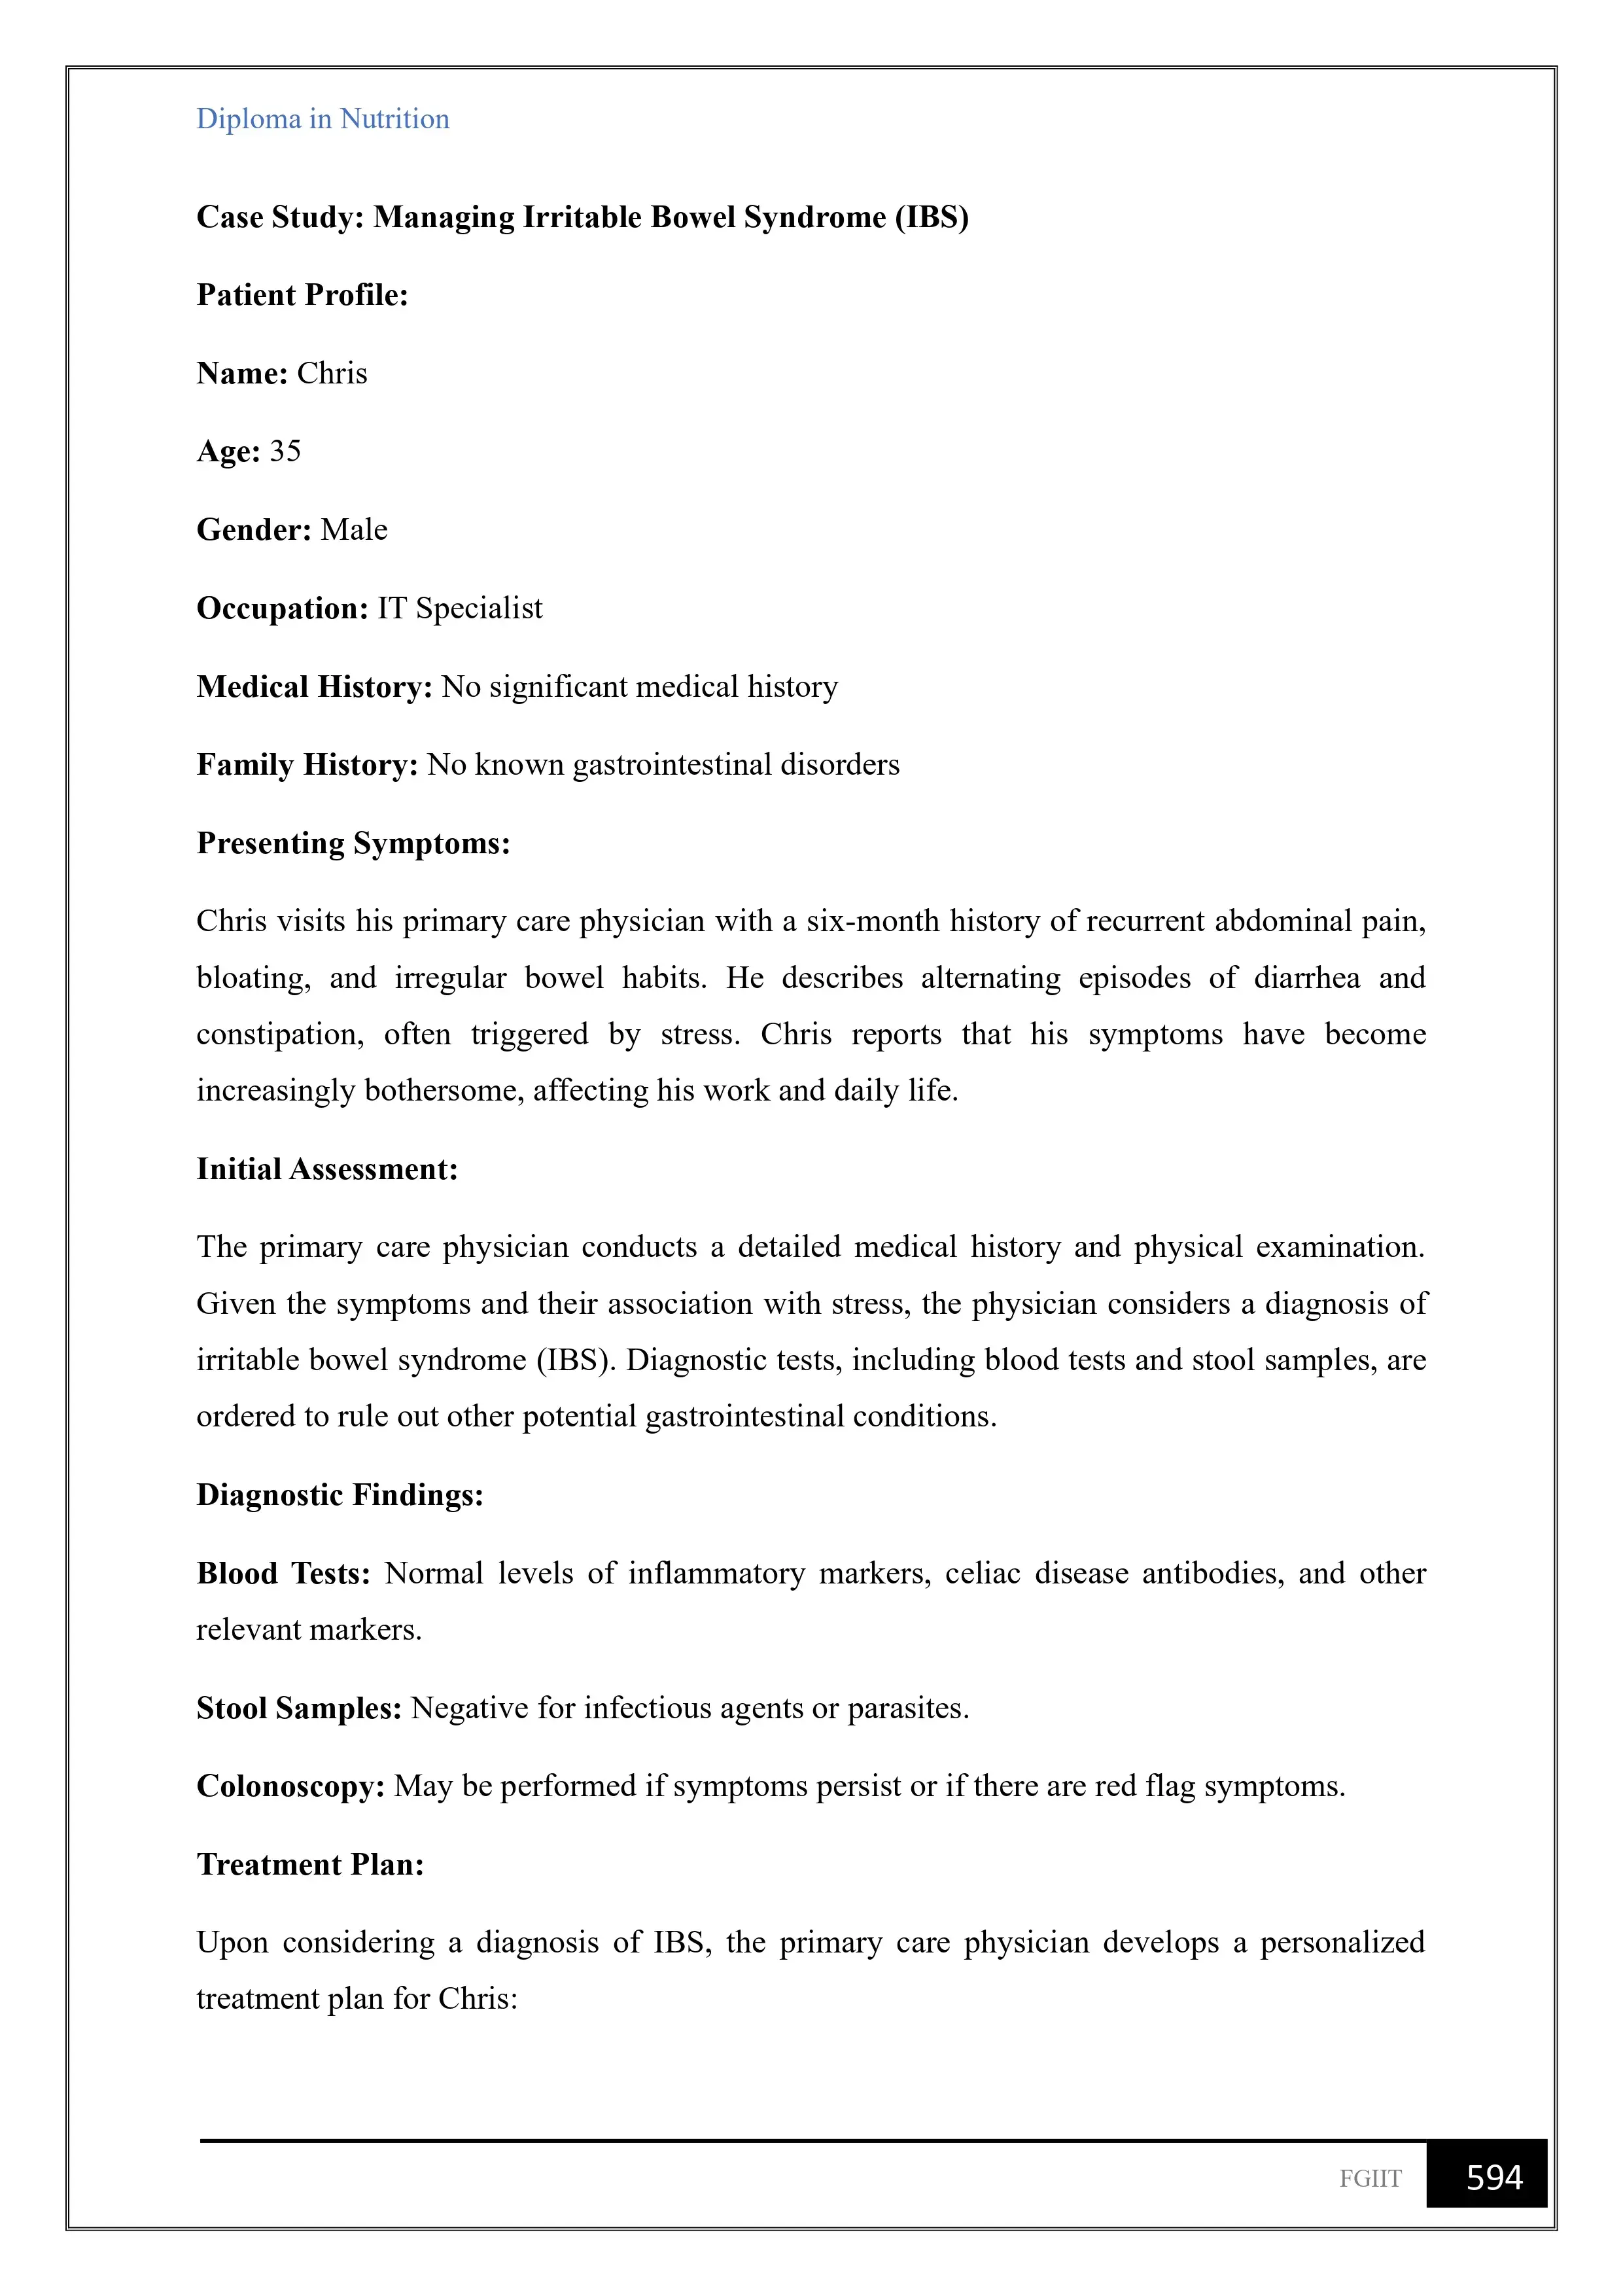 Diploma in Nutrition
Case Study: Managing Irritable Bowel Syndrome (IBS)
Patient Profile:
Name: Chris
Age: 35
Gender: Male
Occupation: IT Specialist
Medical History: No significant medical history
Family History: No known gastrointestinal disorders
Presenting Symptoms:
Chris visits his primary care physician with a six-month history of recurrent abdominal pain,
bloating, and irregular bowel habits. He describes alternating episodes of diarrhea and
constipation, often triggered by stress. Chris reports that his symptoms have become
increasingly bothersome, affecting his work and daily life.
Initial Assessment:
The primary care physician conducts a detailed medical history and physical examination.
Given the symptoms and their association with stress, the physician considers a diagnosis of
irritable bowel syndrome (IBS). Diagnostic tests, including blood tests and stool samples, are
ordered to rule out other potential gastrointestinal conditions.
Diagnostic Findings:
Blood Tests: Normal levels of inflammatory markers, celiac disease antibodies, and other
relevant markers.
Stool Samples: Negative for infectious agents or parasites.
Colonoscopy: May be performed if symptoms persist or if there are red flag symptoms.
Treatment Plan:
Upon considering a diagnosis of IBS, the primary care physician develops a personalized
treatment plan for Chris:
FGIIT 594